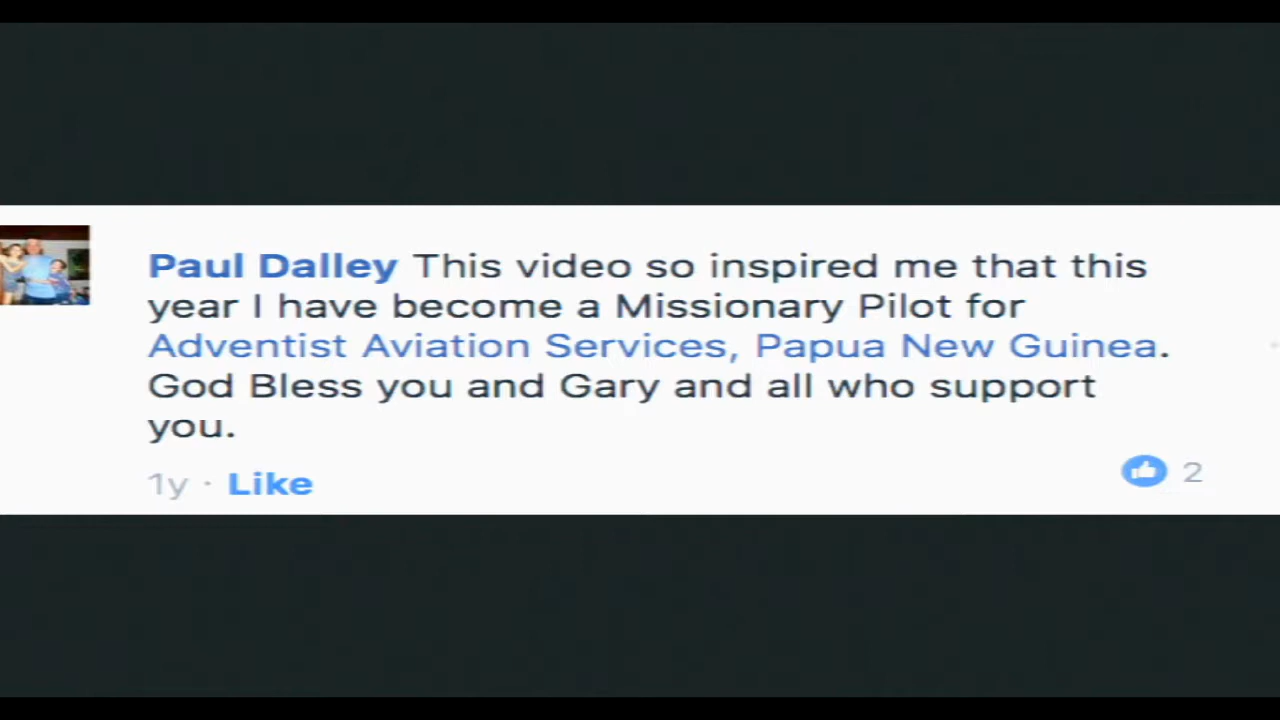 Paul Dalley This video so inspired me that this
year I have become a Missionary Pilot for
Adventist Aviation Services, Papua New Guinea.
God Bless you and Gary and all who support
you.
1y · Like 2